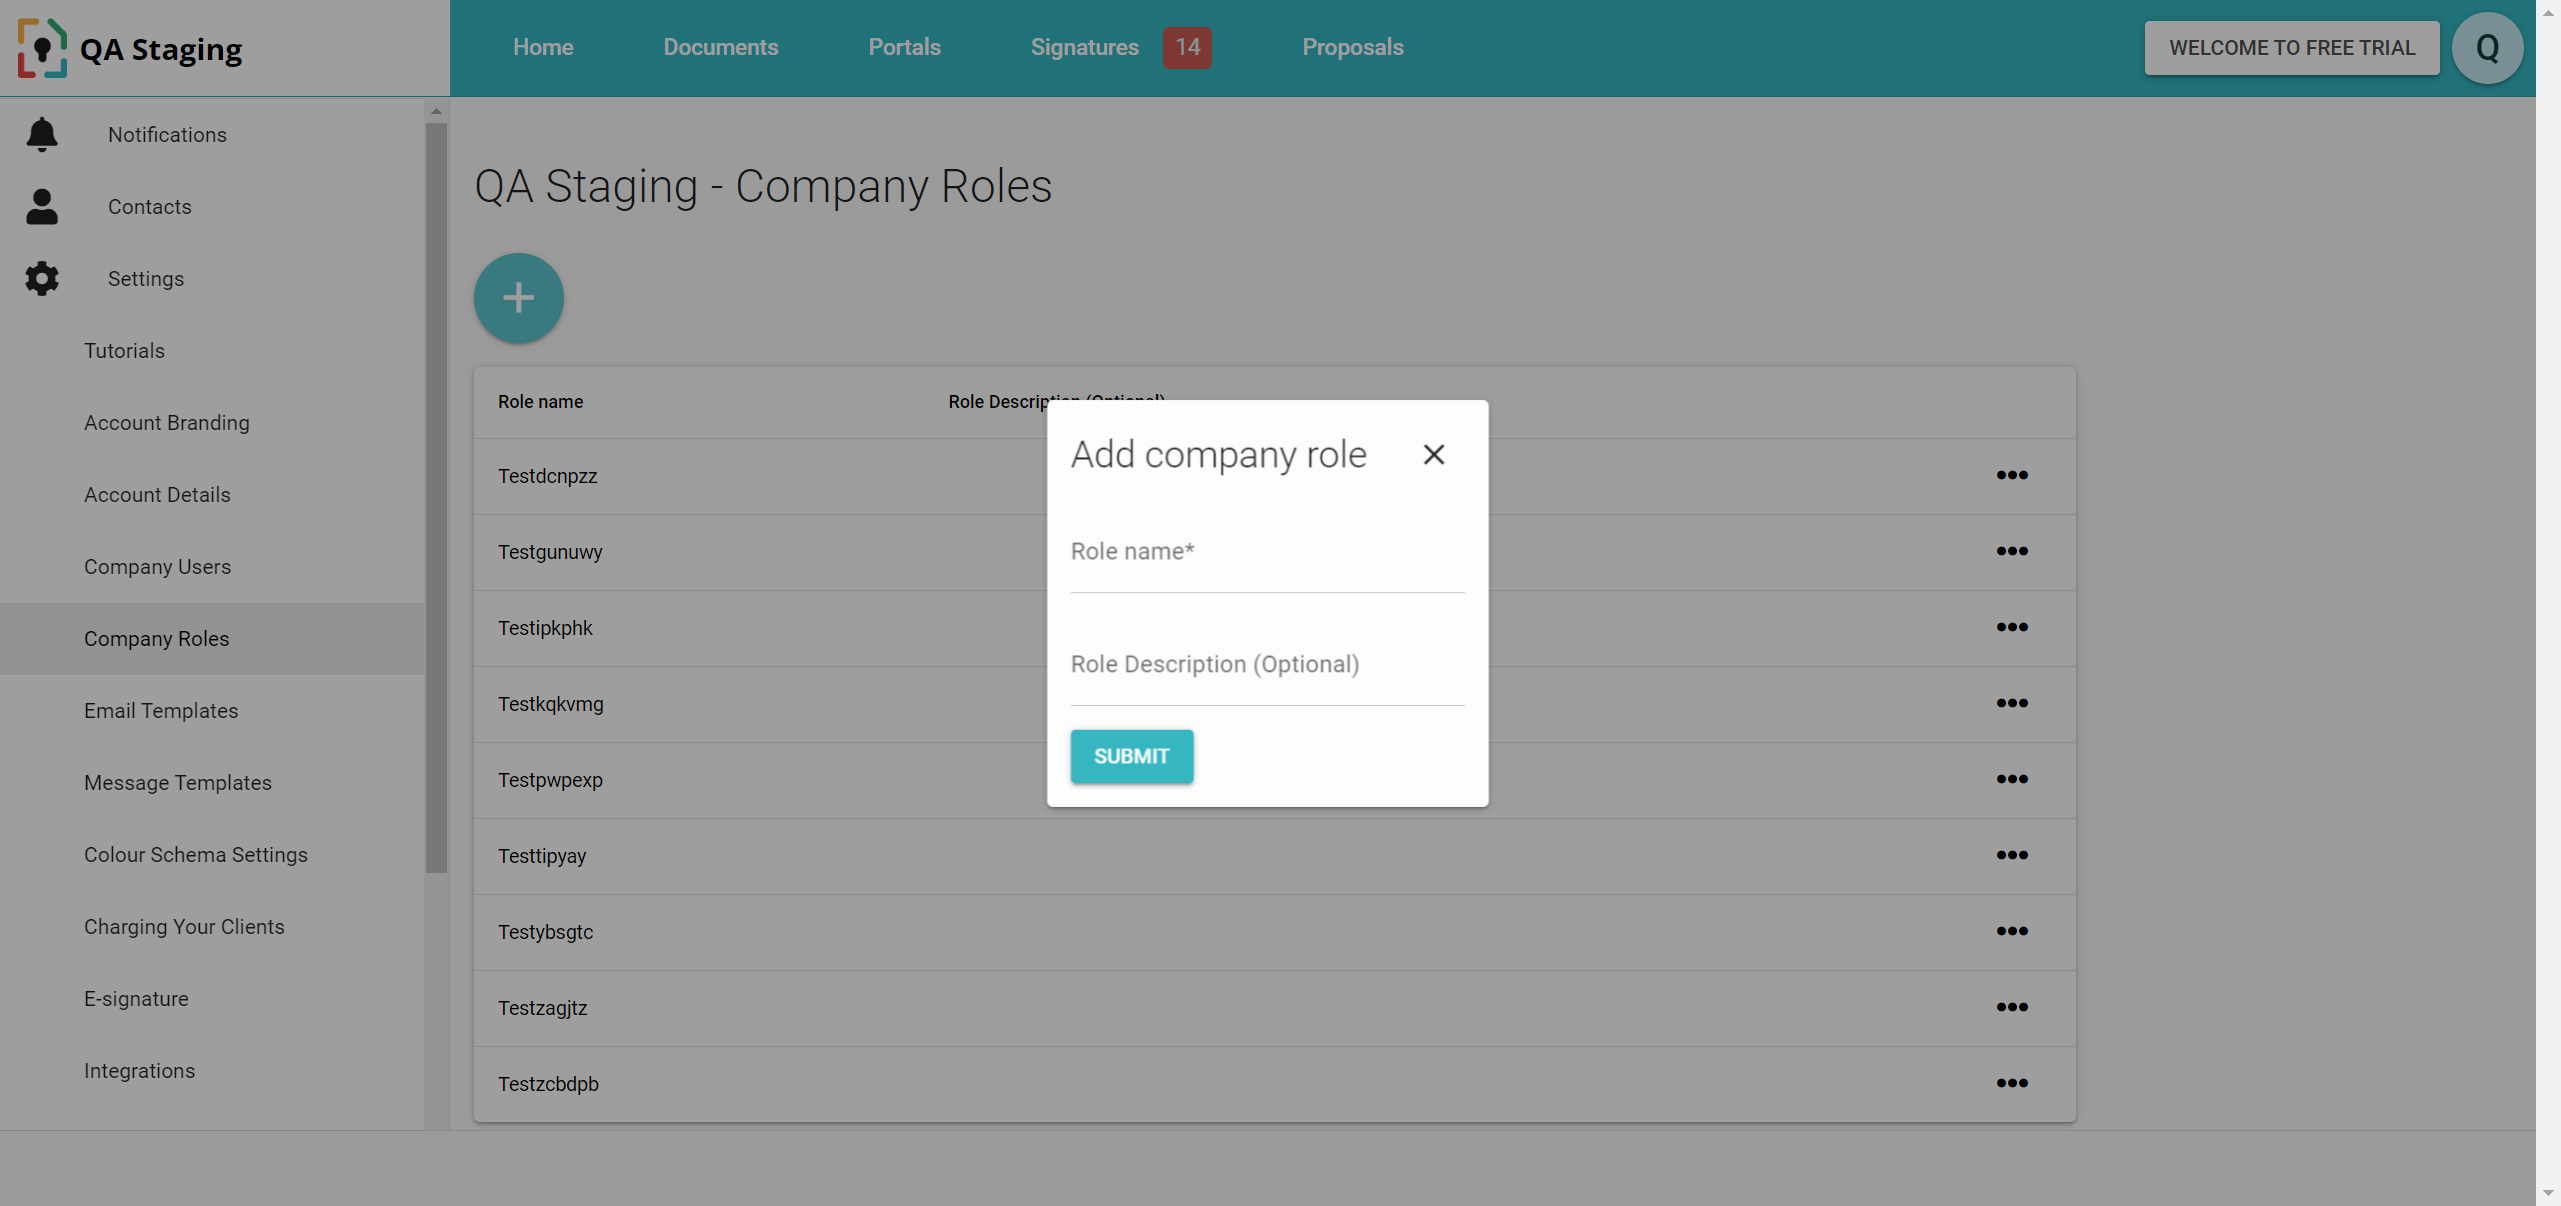 QA Staging
Home
Documents
Portals
Signatures
14
Proposals
WELCOME TO FREE TRIAL
Q
Notifications
Contacts
Settings
Tutorials
Account Branding
Account Details
Company Users
Company Roles
Email Templates
Message Templates
Colour Schema Settings
Charging Your Clients
E-signature
Integrations
QA Staging - Company Roles
Role name
Role Description (Optional)
Testdcnpzz
Testgunuwy
Testipkphk
Testkqkvmg
Testpwpexp
Testtipyay
Testybsgtc
Testzagjtz
Testzcbdpb
Add company role
Role name*
Role Description (Optional)
SUBMIT